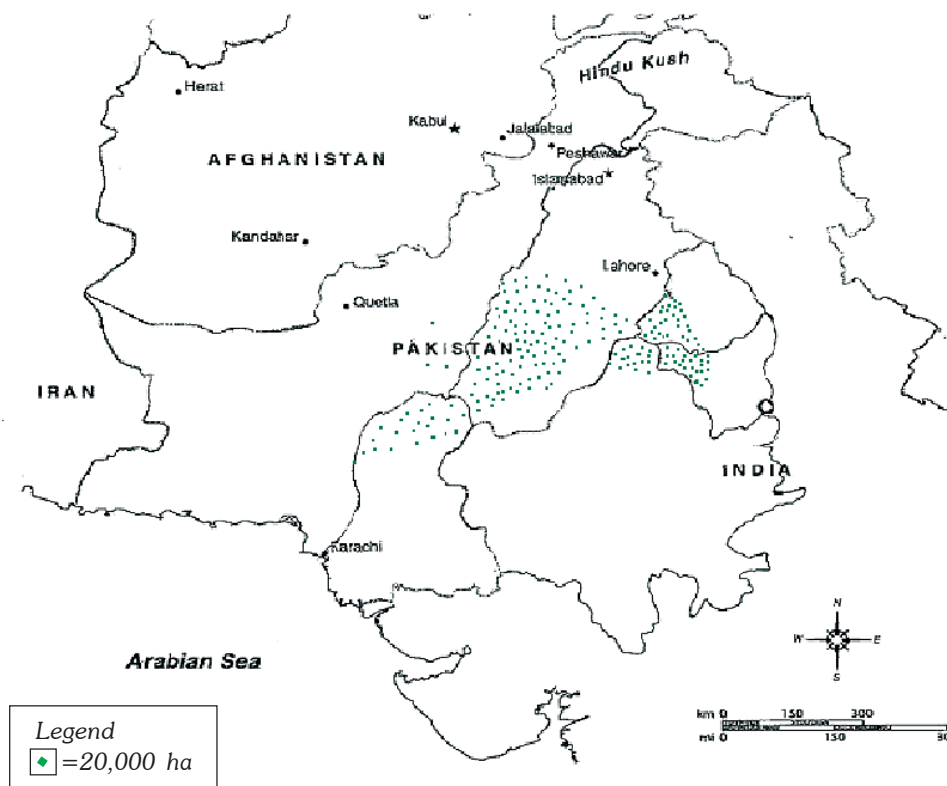 Hindu Kush
Herat
Kabul
Jalalabad
Peshawar
AFGHANISTAN
Islamabad
Kandahar
Lahore
Quetta
PAKISTAN
IRAN
C
INDIA
Karachi
N
W E
S
Arabian Sea
km 0 150 300
mi 0 150
Legend
=20,000 ha